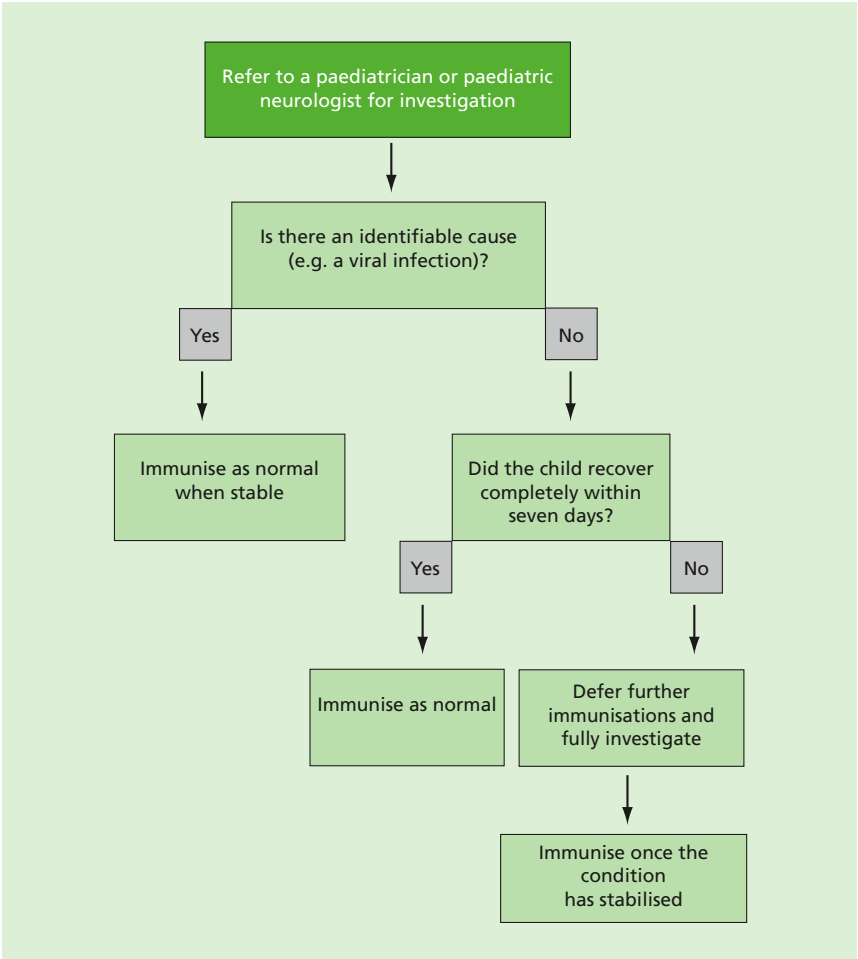 Refer to a paediatrician or paediatric
neurologist for investigation
Is there an identifiable cause
(e.g. a viral infection)?
Yes
No
Immunise as normal
when stable
Did the child recover
completely within
seven days?
Yes
No
Immunise as normal
Defer further
immunisations and
fully investigate
Immunise once the
condition
has stabilised